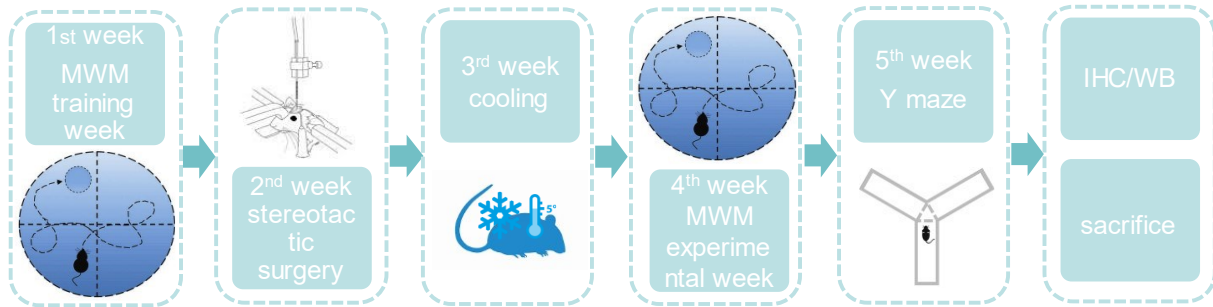 1st week
MWM
training
week
2nd week
stereotac
tic
surgery
3rd week
cooling
5°
4th week
MWM
experime
ntal week
5th week
Y maze
IHC/WB
sacrifice